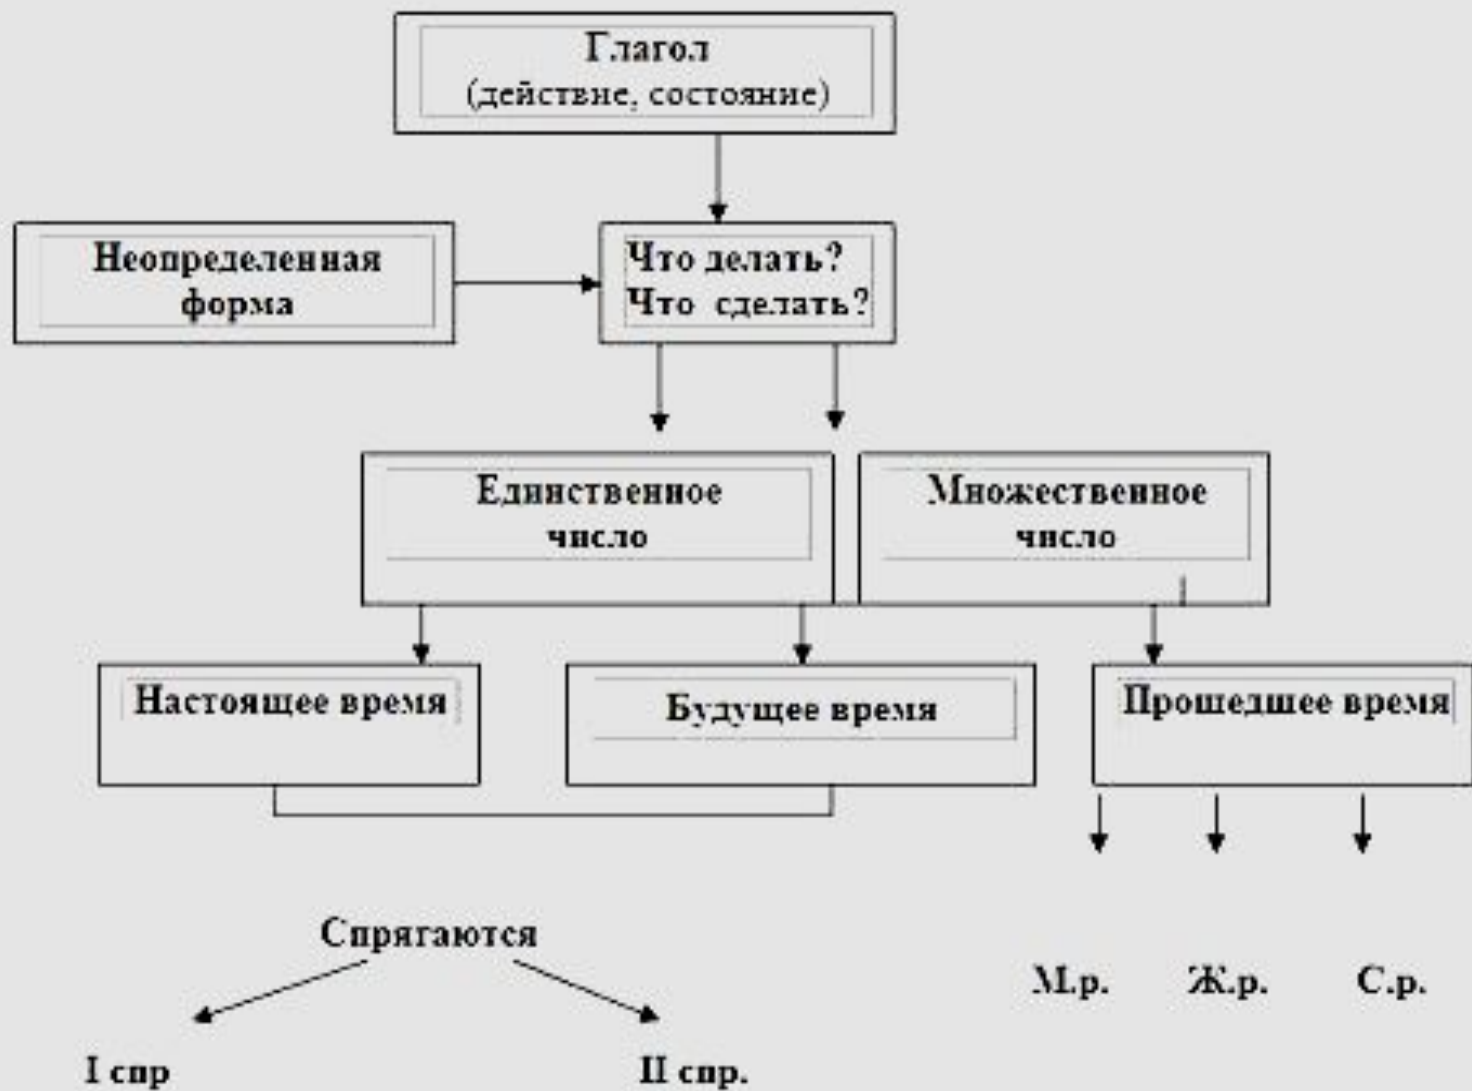 Глагол
(действие, состояние)
Неопределенная
форма
Что делать?
Что сделать?
Единственное
число
Множественное
число
Настоящее время
Будущее время
Прошедшее время
Спрягаются
М.р.
Ж.р.
С.р.
I спр
II спр.